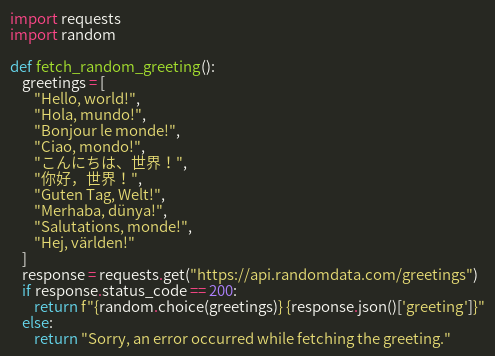 import requests
import random
def fetch_random_greeting():
greetings = [
"Hello, world!",
"Hola, mundo!",
"Bonjour le monde!",
"Ciao, mondo!",
"こんにちは、世界！",
"你好，世界！",
"Guten Tag, Welt!",
"Merhaba, dünya!",
"Salutations, monde!",
"Hej, världen!"
]
response = requests.get("https://api.randomdata.com/greetings")
if response.status_code == 200:
return f"{random.choice(greetings)} {response.json()['greeting']}"
else:
return "Sorry, an error occurred while fetching the greeting."